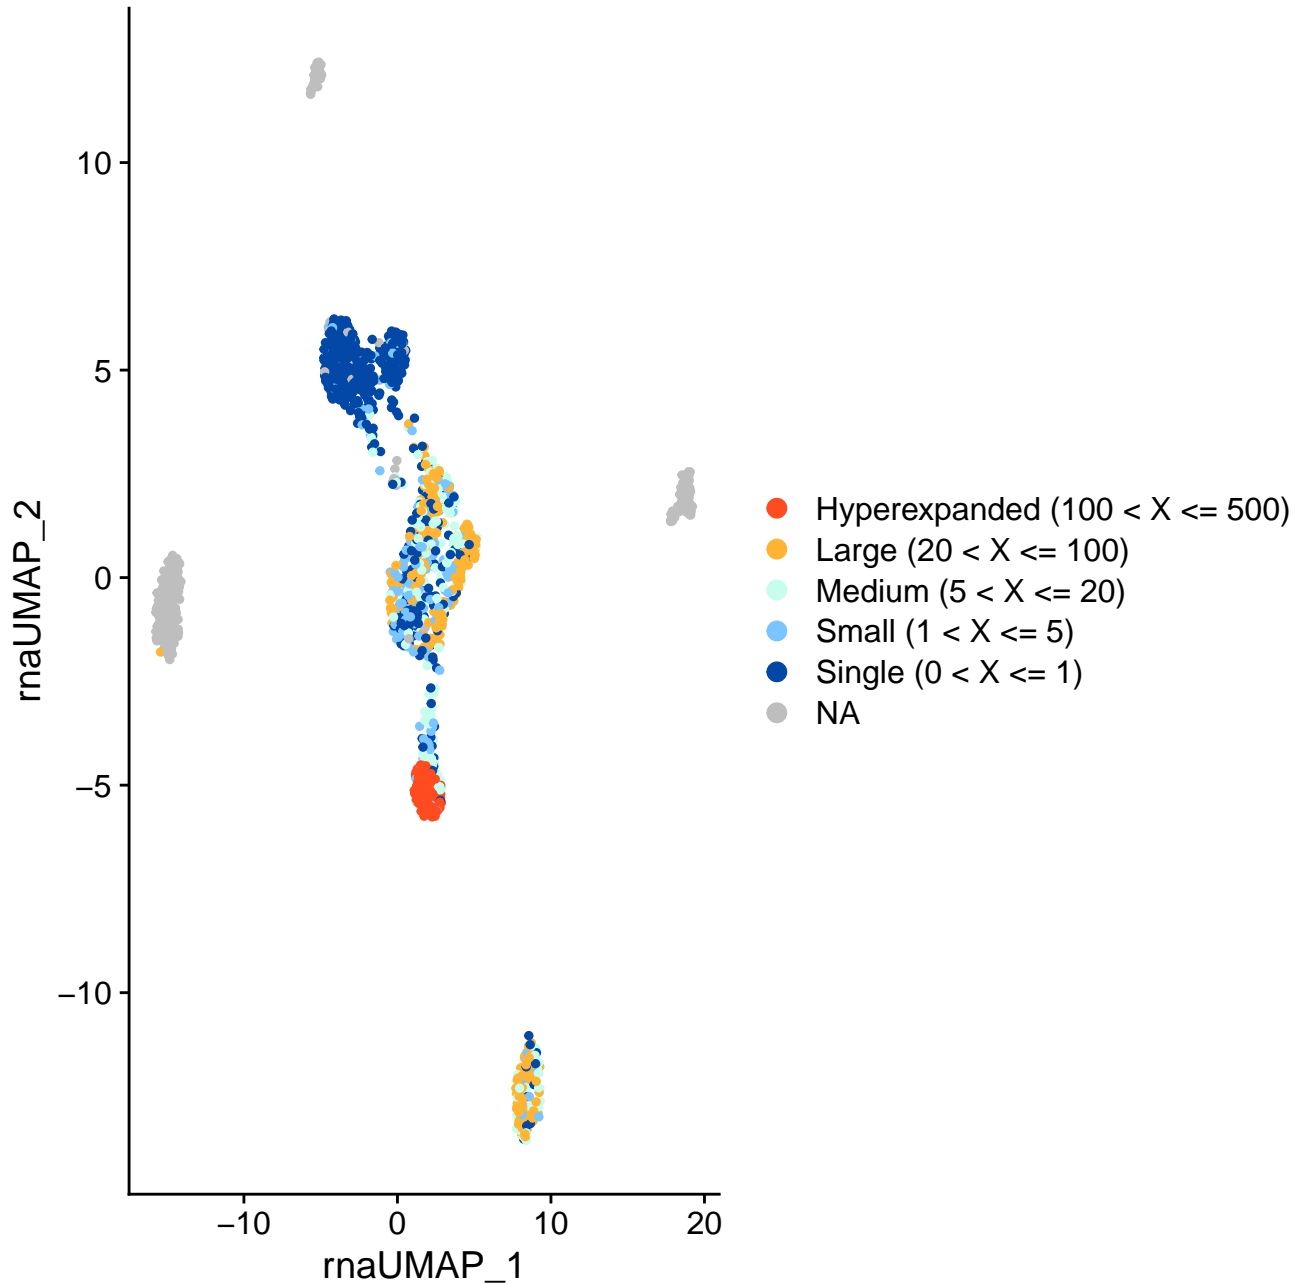 10
5
0
−5
−10
rnaUMAP_2
−10 0 10 20
rnaUMAP_1
Hyperexpanded (100 < X <= 500)
Large (20 < X <= 100)
Medium (5 < X <= 20)
Small (1 < X <= 5)
Single (0 < X <= 1)
NA